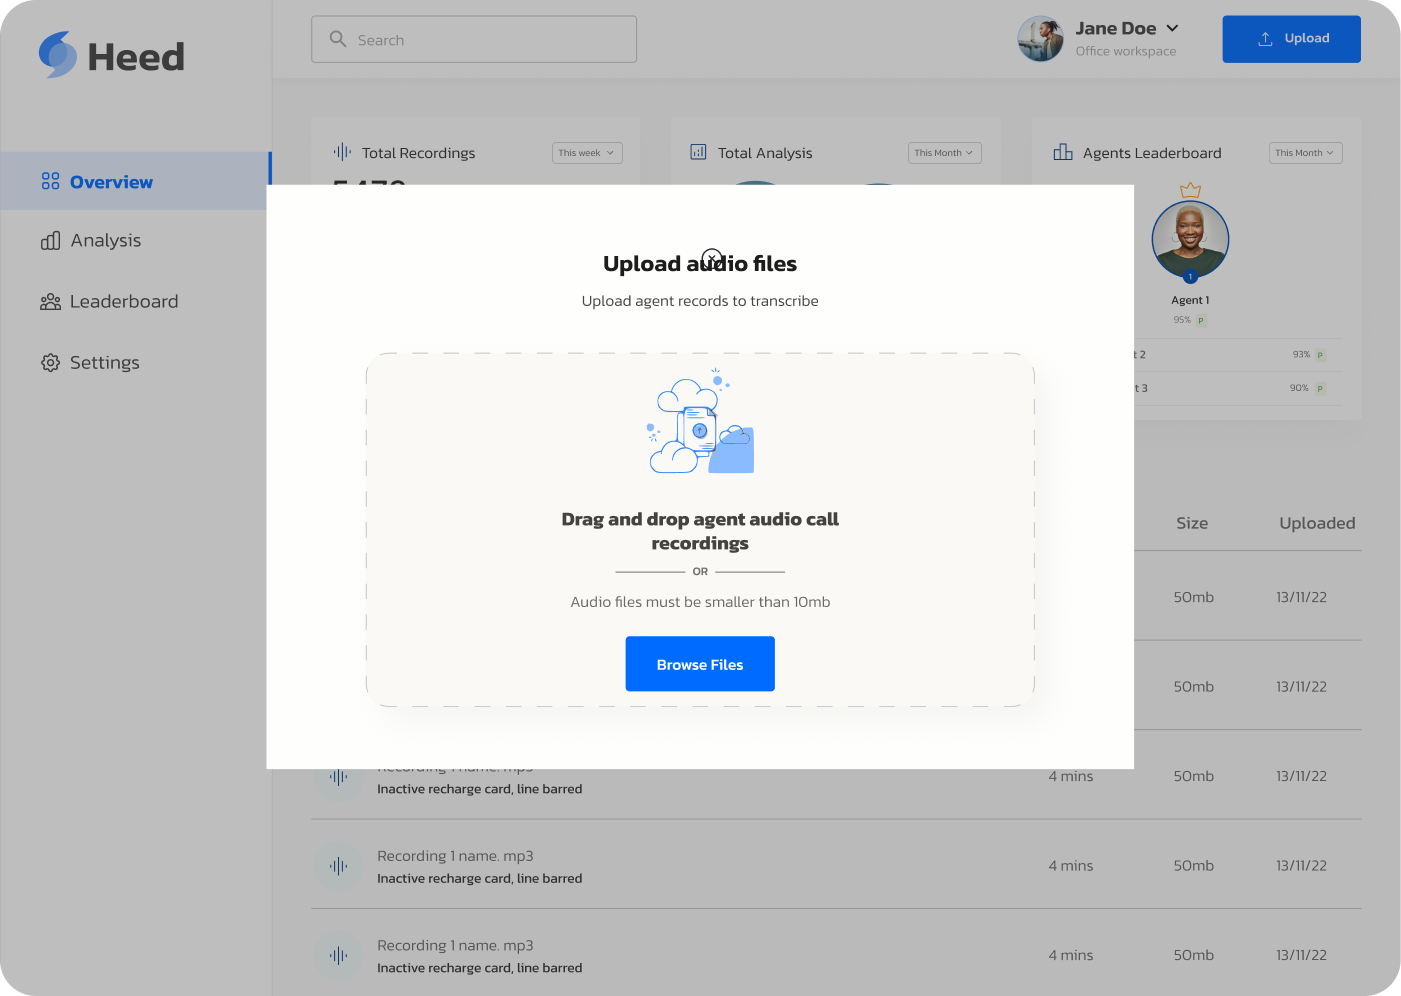 Heed
Search
Jane Doe
Office workspace
Upload
Overview
Analysis
Leaderboard
Settings
Total Recordings
This week
Total Analysis
This Month
Agents Leaderboard
This Month
1
Agent 1
95% P
t 2 93% P
t 3 90% P
Upload audio files
Upload agent records to transcribe
Drag and drop agent audio call
recordings
OR
Audio files must be smaller than 10mb
Browse Files
Size Uploaded
50mb 13/11/22
50mb 13/11/22
Recording 1 name. mp3
Inactive recharge card, line barred
4 mins 50mb 13/11/22
Recording 1 name. mp3
Inactive recharge card, line barred
4 mins 50mb 13/11/22
Recording 1 name. mp3
Inactive recharge card, line barred
4 mins 50mb 13/11/22